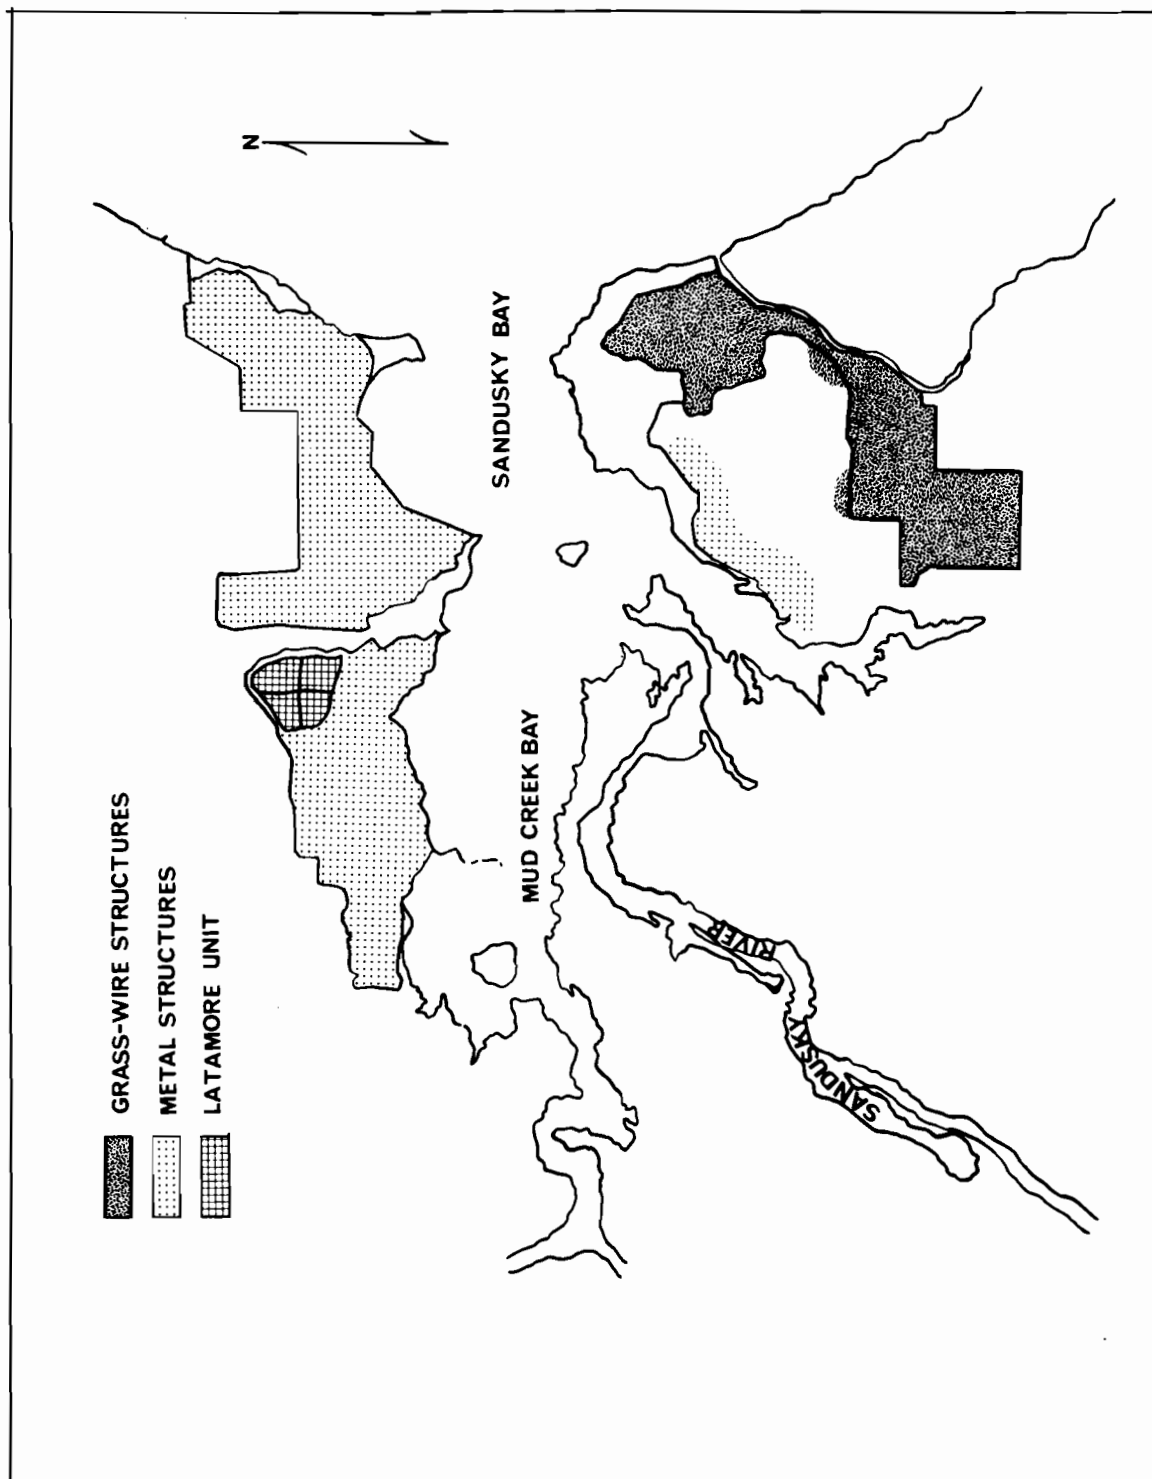 GRASS-WIRE STRUCTURES
METAL STRUCTURES
LATAMORE UNIT
N
SANDUSKY BAY
MUD CREEK BAY
SANDUSKY
RIVER